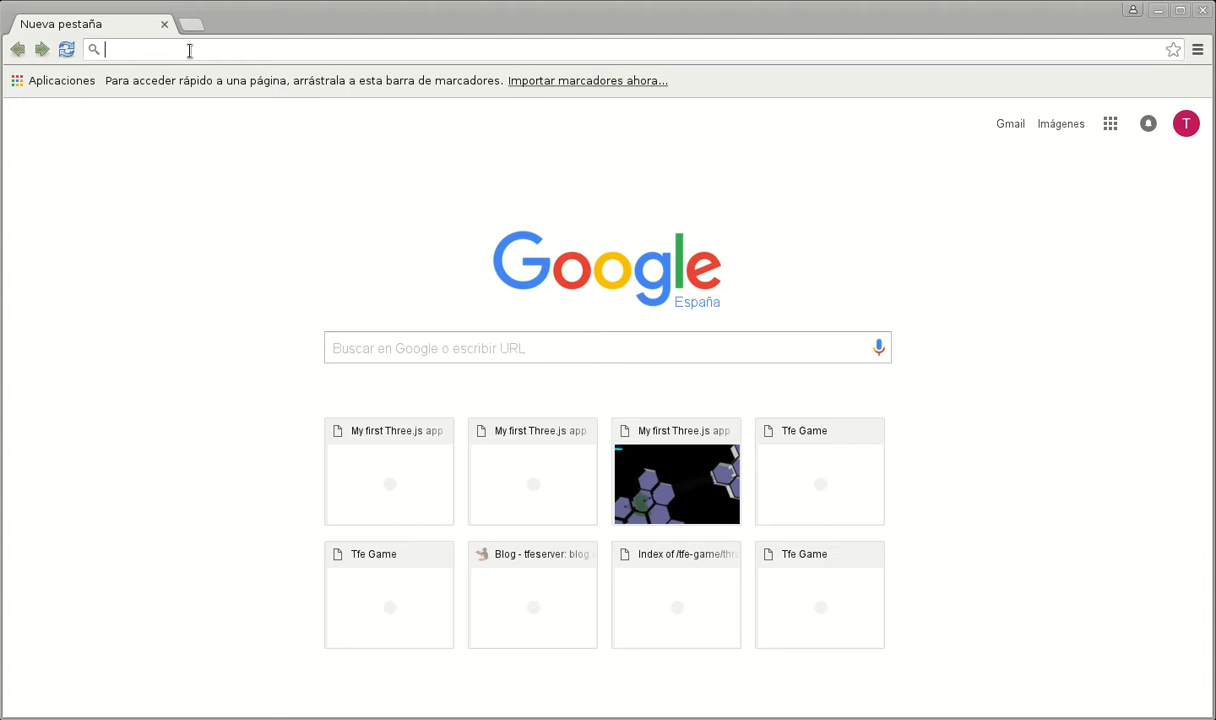 Nueva pestaña
Aplicaciones Para acceder rápido a una página, arrástrala a esta barra de marcadores. Importar marcadores ahora...
Gmail Imágenes T
Google
España
Buscar en Google o escribir URL
My first Three.js app My first Three.js app My first Three.js app Tfe Game
Tfe Game Blog - tfeserver: blog Index of /tfe-game/thr Tfe Game